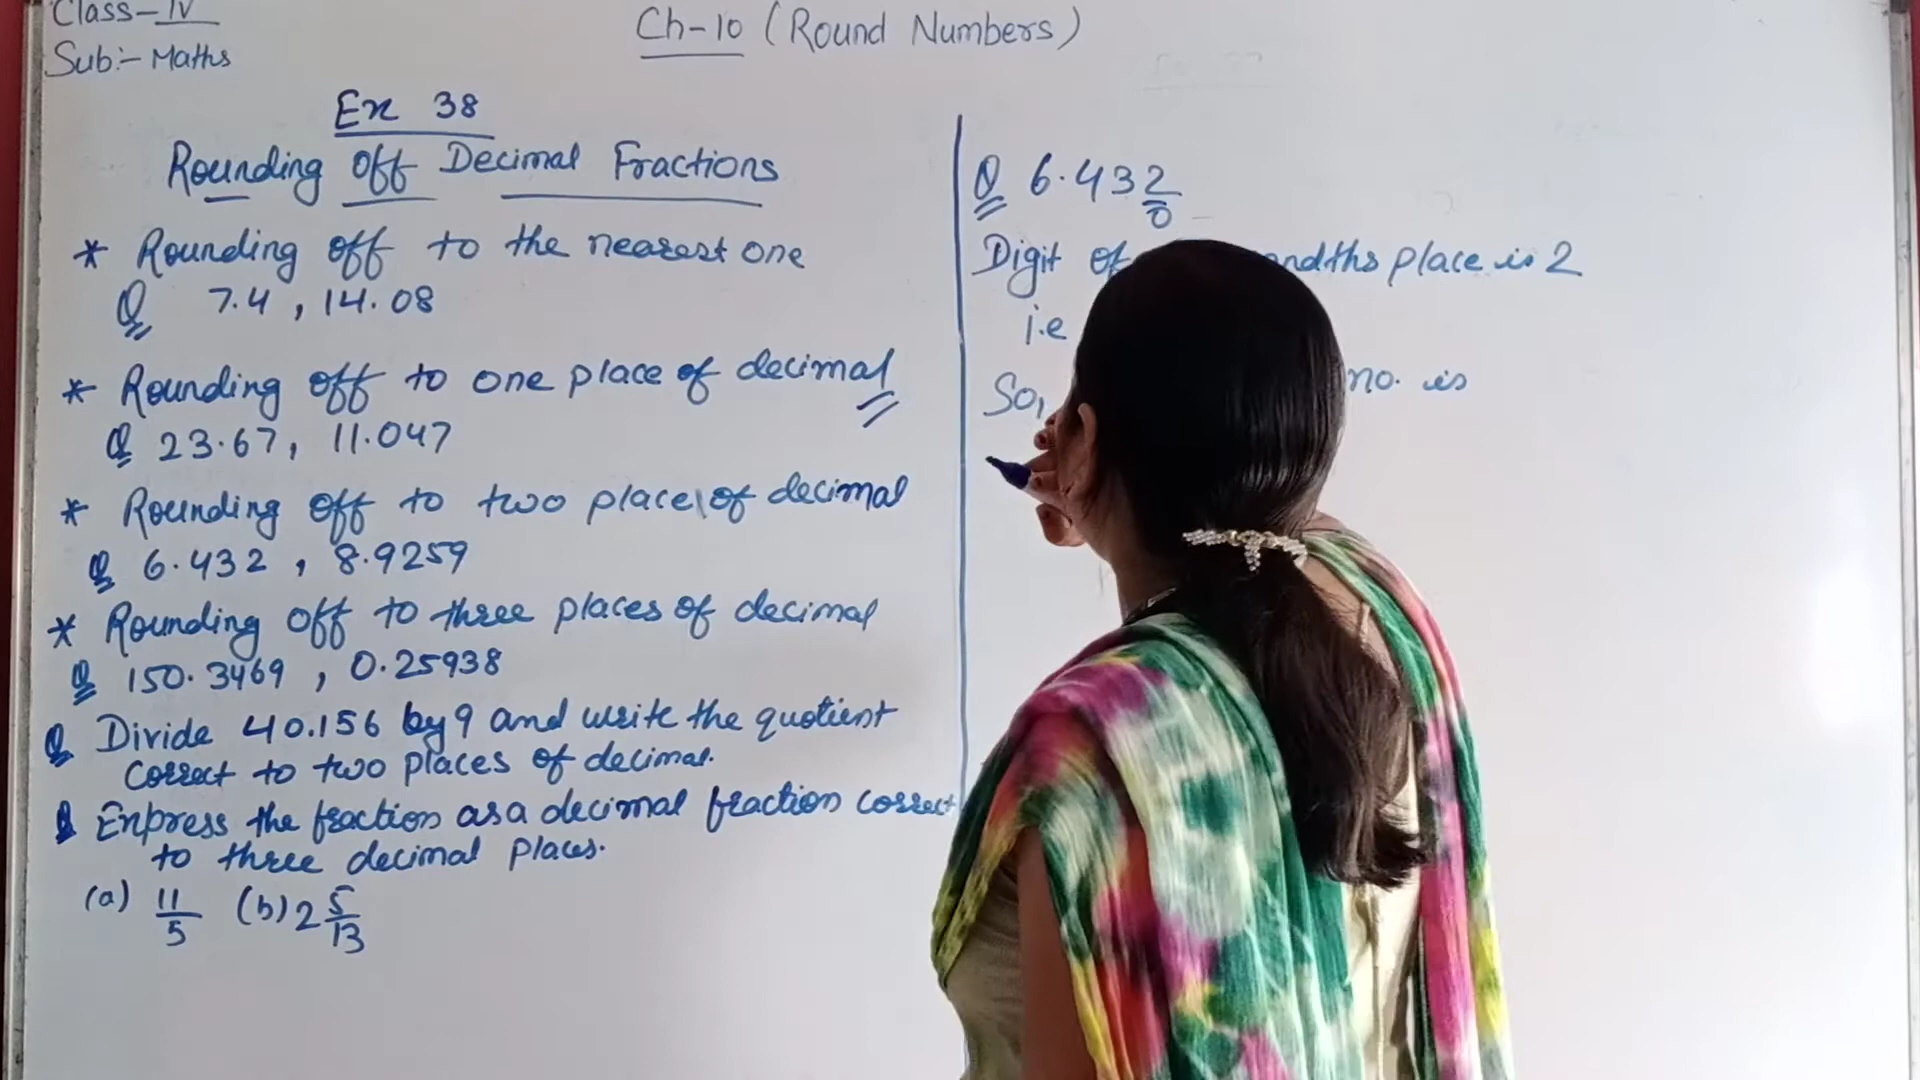 Class-IV
Sub:- Maths
Ch-10 (Round Numbers)
Ex 38
Rounding off Decimal Fractions
* Rounding off to the nearest one
Q 7.4, 14.08
* Rounding off to one place of decimal
Q 23.67, 11.047
* Rounding off to two place of decimal
Q 6.432, 8.9259
* Rounding off to three places of decimal
Q 150.3469, 0.25938
Q Divide 40.156 by 9 and write the quotient
correct to two places of decimal.
Q Express the fraction as a decimal fraction correct
to three decimal places.
(a) 11/5 (b) 2 5/13
Q 6.432
0
Digit of place is 2
i.e
So, no. is